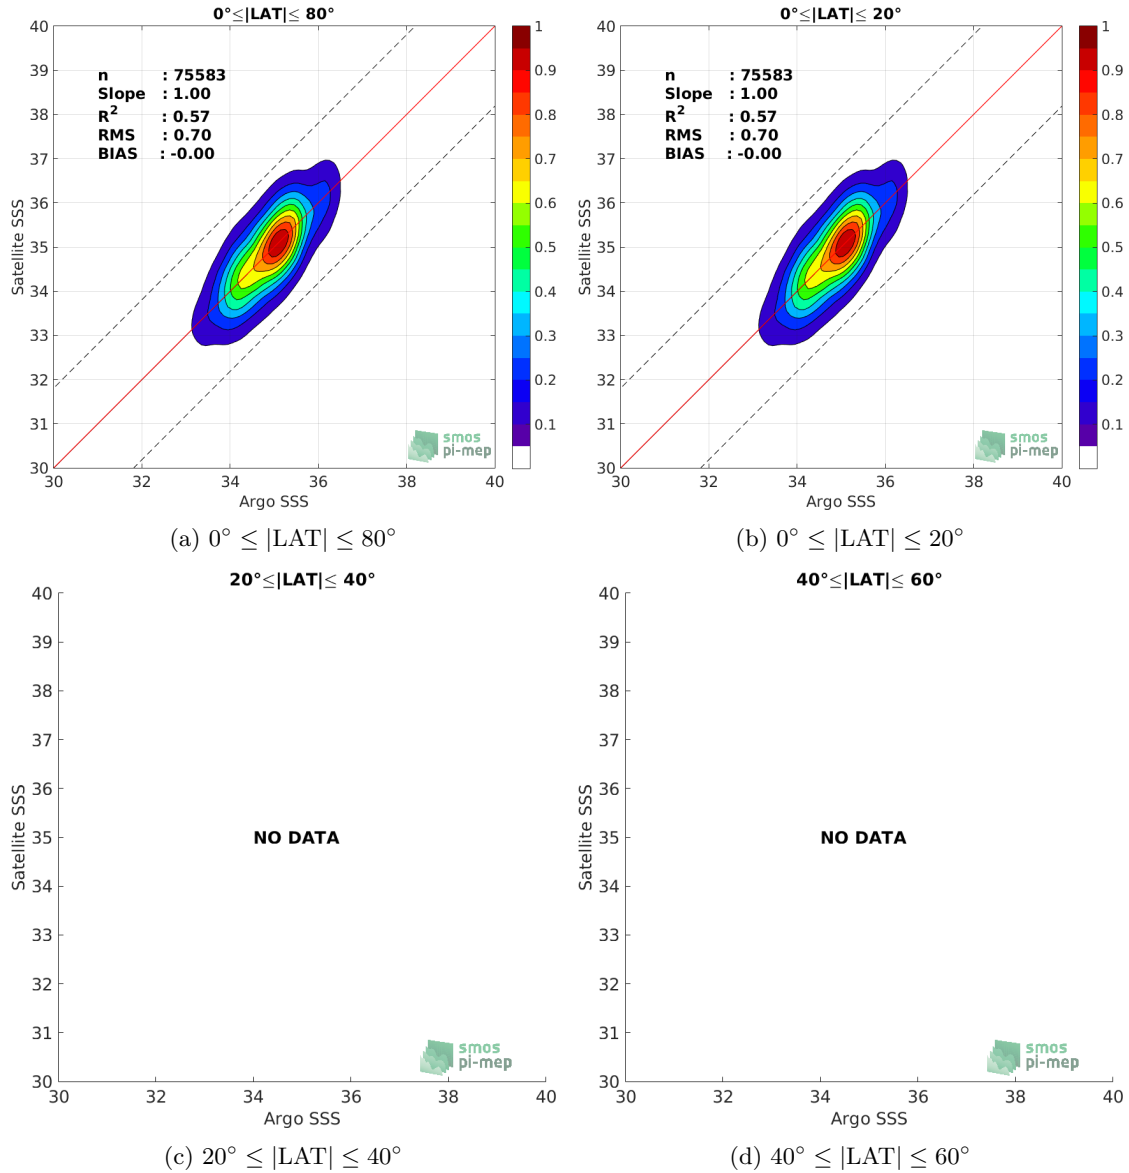 0°≤|LAT|≤ 80°
40
39
38
37
36
35
34
33
32
31
30
30
32
34
36
38
40
Satellite SSS
Argo SSS
n : 75583
Slope : 1.00
R² : 0.57
RMS : 0.70
BIAS : -0.00
1
0.9
0.8
0.7
0.6
0.5
0.4
0.3
0.2
0.1
smos
pi-mep
(a) 0° ≤ |LAT| ≤ 80°
0°≤|LAT|≤ 20°
40
39
38
37
36
35
34
33
32
31
30
30
32
34
36
38
40
Satellite SSS
Argo SSS
n : 75583
Slope : 1.00
R² : 0.57
RMS : 0.70
BIAS : -0.00
1
0.9
0.8
0.7
0.6
0.5
0.4
0.3
0.2
0.1
smos
pi-mep
(b) 0° ≤ |LAT| ≤ 20°
20°≤|LAT|≤ 40°
40
39
38
37
36
35
34
33
32
31
30
30
32
34
36
38
40
Satellite SSS
Argo SSS
NO DATA
smos
pi-mep
(c) 20° ≤ |LAT| ≤ 40°
40°≤|LAT|≤ 60°
40
39
38
37
36
35
34
33
32
31
30
30
32
34
36
38
40
Satellite SSS
Argo SSS
NO DATA
smos
pi-mep
(d) 40° ≤ |LAT| ≤ 60°